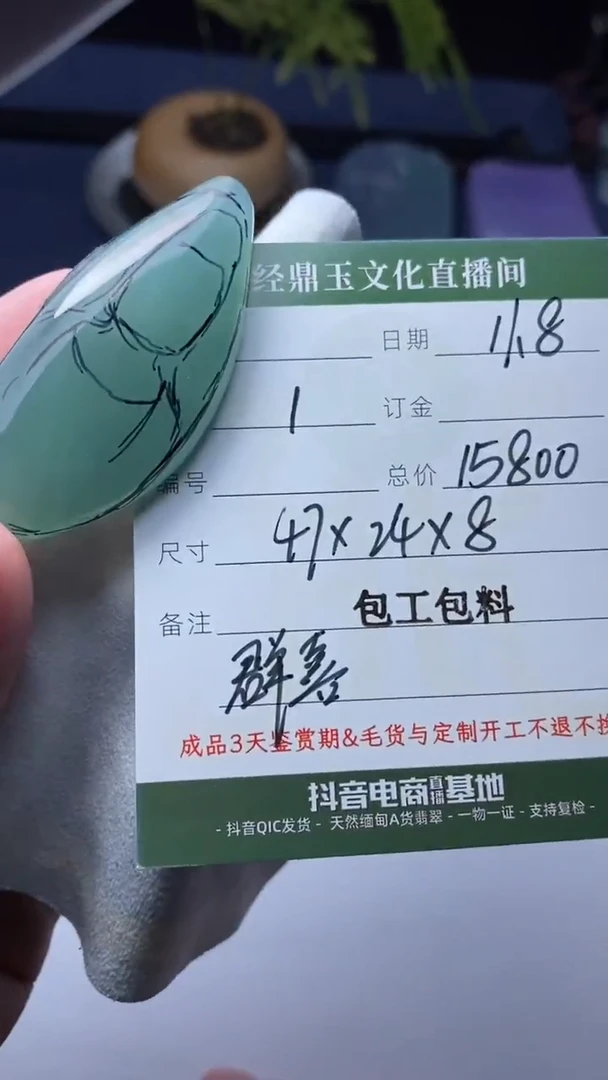 经鼎玉文化直播间
日期 11.8
1 订金
编号 总价 15800
尺寸 47×24×8
备注 包工包料
群喜
成品3天鉴赏期&毛货与定制开工不退不换
抖音电商直播基地
- 抖音QIC发货 - 天然缅甸A货翡翠 - 一物一证 - 支持复检 -